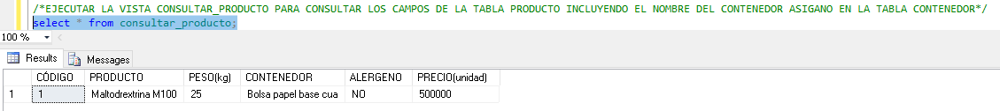 /*EJECUTAR LA VISTA CONSULTAR_PRODUCTO PARA CONSULTAR LOS CAMPOS DE LA TABLA PRODUCTO INCLUYENDO EL NOMBRE DEL CONTENEDOR ASIGANO EN LA TABLA CONTENEDOR*/
select * from consultar_producto;
100 %
Results Messages
CÓDIGO PRODUCTO PESO(kg) CONTENEDOR ALERGENO PRECIO(unidad)
1 1 Maltodrextrina M100 25 Bolsa papel base cua NO 500000